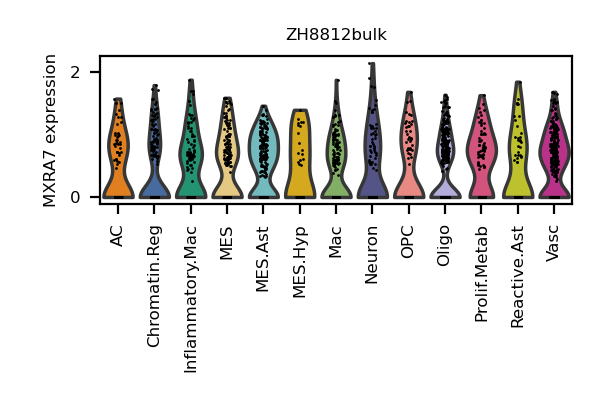 ZH8812bulk
MXRA7 expression
2
0
AC
Chromatin.Reg
Inflammatory.Mac
MES
MES.Ast
MES.Hyp
Mac
Neuron
OPC
Oligo
Prolif.Metab
Reactive.Ast
Vasc